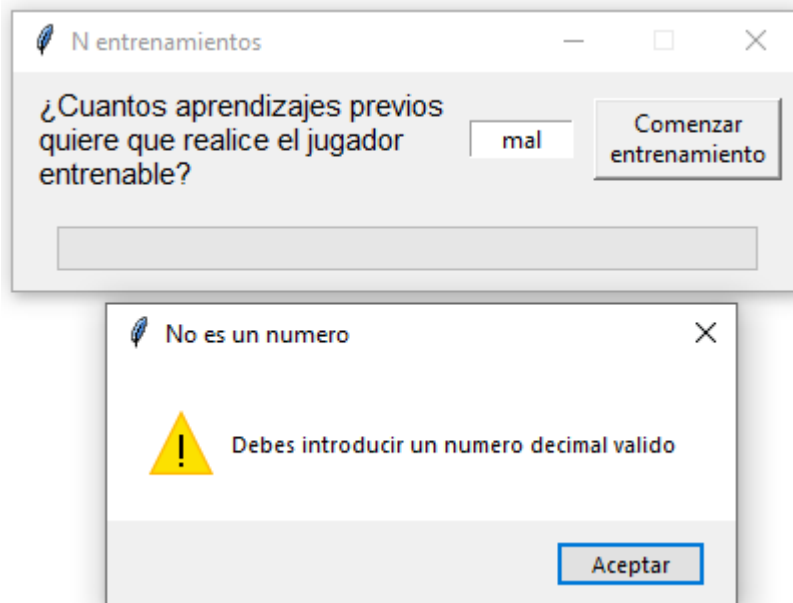 N entrenamientos
¿Cuantos aprendizajes previos
quiere que realice el jugador
entrenable?
mal
Comenzar
entrenamiento
No es un numero
Debes introducir un numero decimal valido
Aceptar